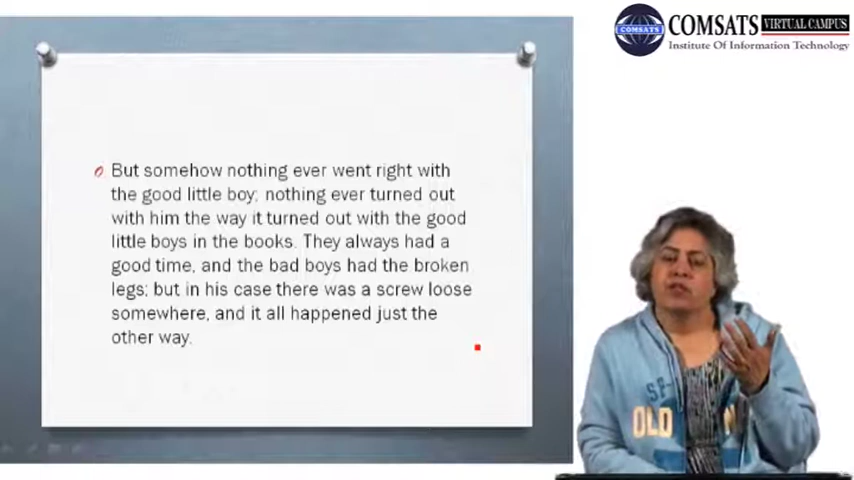 COMSATS VIRTUAL CAMPUS
COMSATS
Institute Of Information Technology
But somehow nothing ever went right with
the good little boy; nothing ever turned out
with him the way it turned out with the good
little boys in the books. They always had a
good time, and the bad boys had the broken
legs; but in his case there was a screw loose
somewhere, and it all happened just the
other way.
SF
OLD